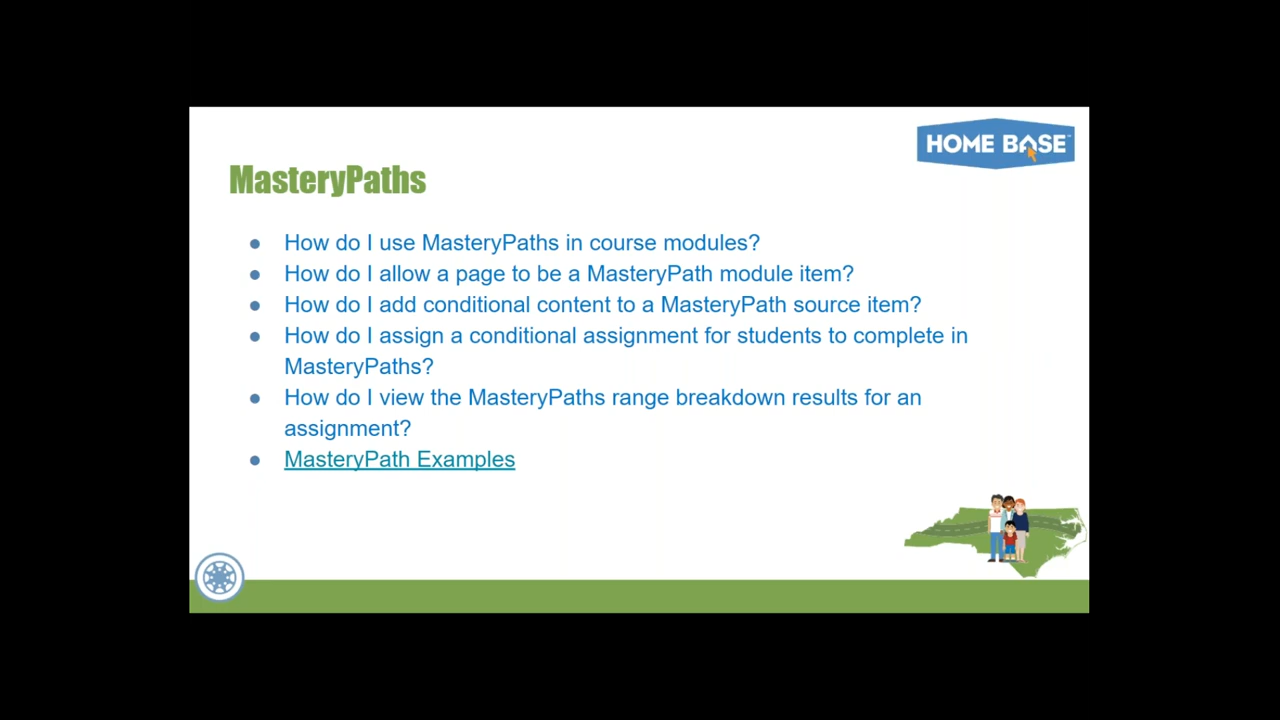 HOME BASE™
MasteryPaths
● How do I use MasteryPaths in course modules?
● How do I allow a page to be a MasteryPath module item?
● How do I add conditional content to a MasteryPath source item?
● How do I assign a conditional assignment for students to complete in
MasteryPaths?
● How do I view the MasteryPaths range breakdown results for an
assignment?
● MasteryPath Examples